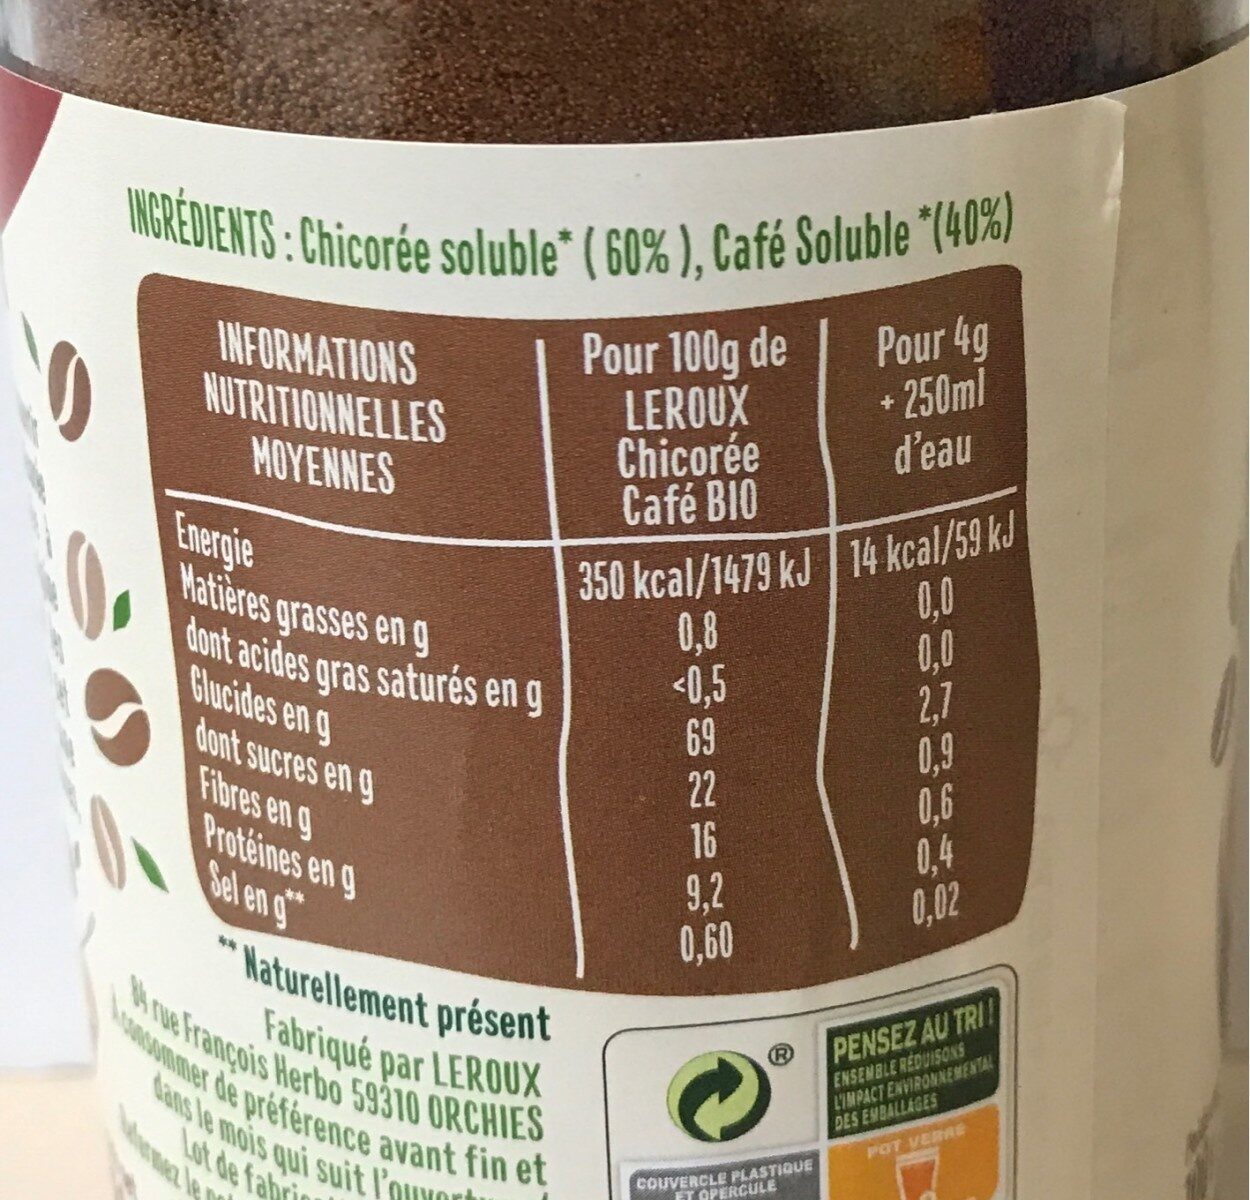 INGRÉDIENTS : Chicorée soluble* ( 60% ), Café Soluble *(40%)
INFORMATIONS
NUTRITIONNELLES
MOYENNES
Pour 100g de
LEROUX
Chicorée
Café BIO
Pour 4g
+ 250ml
d'eau
Energie 350 kcal/1479 kJ 14 kcal/59 kJ
Matières grasses en g 0,8 0,0
dont acides gras saturés en g <0,5 0,0
Glucides en g 69 2,7
dont sucres en g 22 0,9
Fibres en g 16 0,6
Protéines en g 9,2 0,4
Sel en g** 0,60 0,02
** Naturellement présent
Fabriqué par LEROUX
84 rue François Herbo 59310 ORCHIES
À consommer de préférence avant fin et
dans le mois qui suit l'ouverture
Lot de
®
PENSEZ AU TRI !
ENSEMBLE RÉDUISONS
L'IMPACT ENVIRONNEMENTAL
DES EMBALLAGES
COUVERCLE PLASTIQUE
ET OPERCULE
POT VERRE